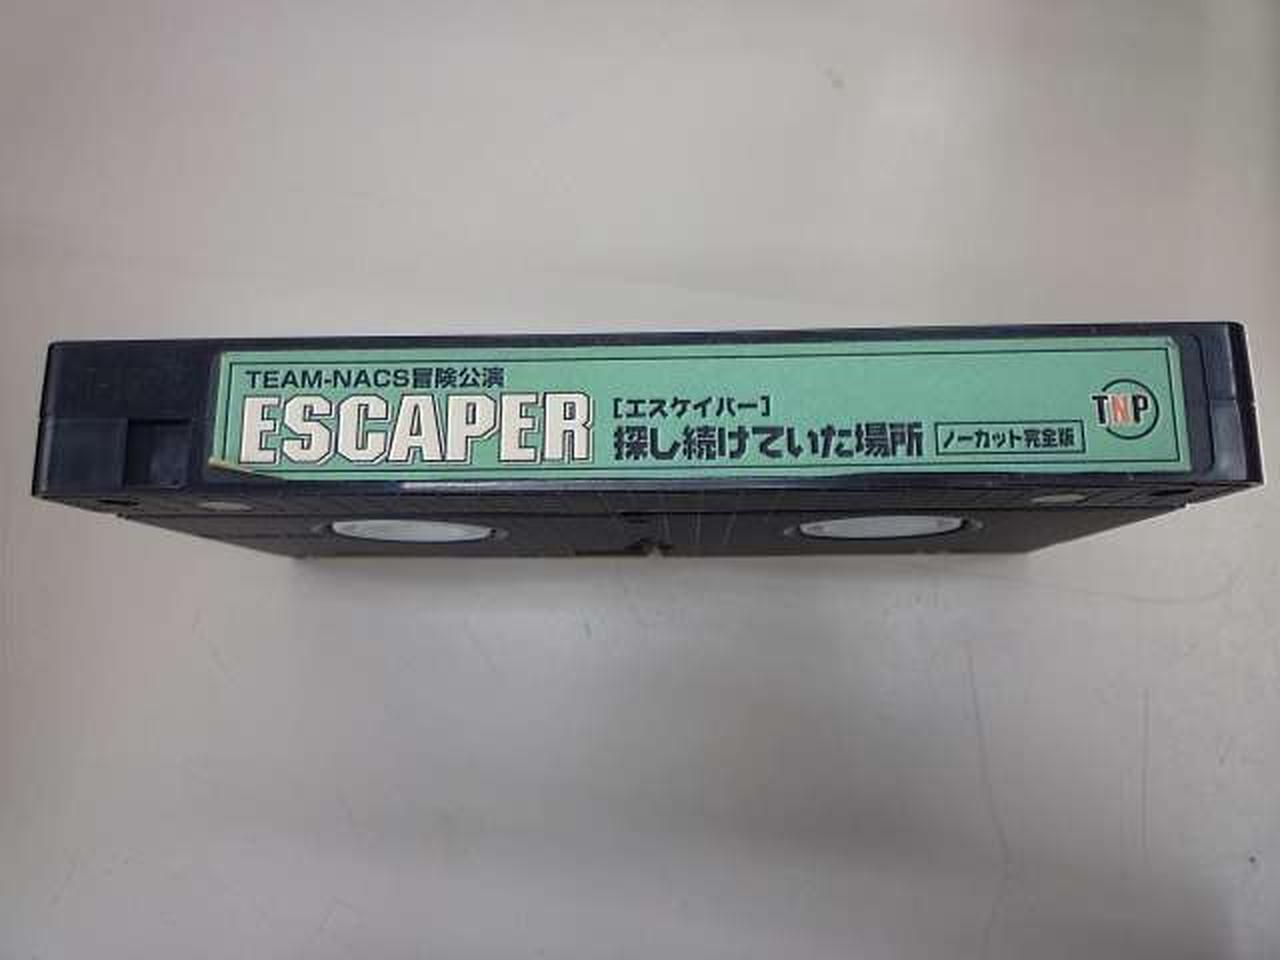 TEAM-NACS冒険公演
ESCAPER
[エスケイパー]
探し続けていた場所
ノーカット完全版
TNP